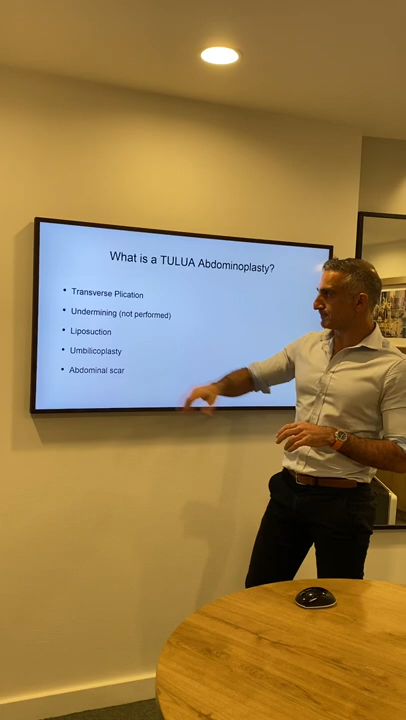 What is a TULUA Abdominoplasty?
• Transverse Plication
• Undermining (not performed)
• Liposuction
• Umbilicoplasty
• Abdominal scar